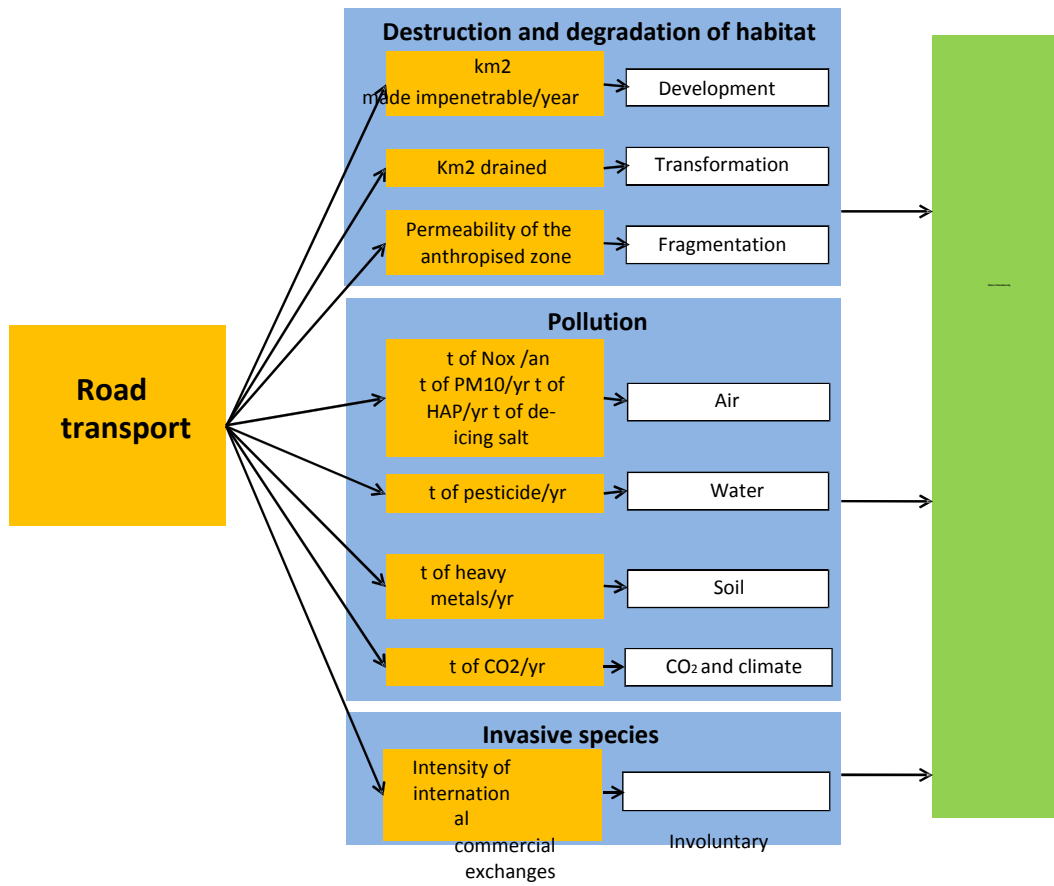 Destruction and degradation of habitat
km2
made impenetrable/year
Development
Km2 drained
Transformation
Permeability of the
anthropised zone
Fragmentation
Pollution
Road
transport
t of Nox /an
t of PM10/yr t of
HAP/yr t of de-
icing salt
Air
t of pesticide/yr
Water
t of heavy
metals/yr
Soil
t of CO2/yr
CO2 and climate
Invasive species
Intensity of
internation
al
commercial
exchanges
Involuntary